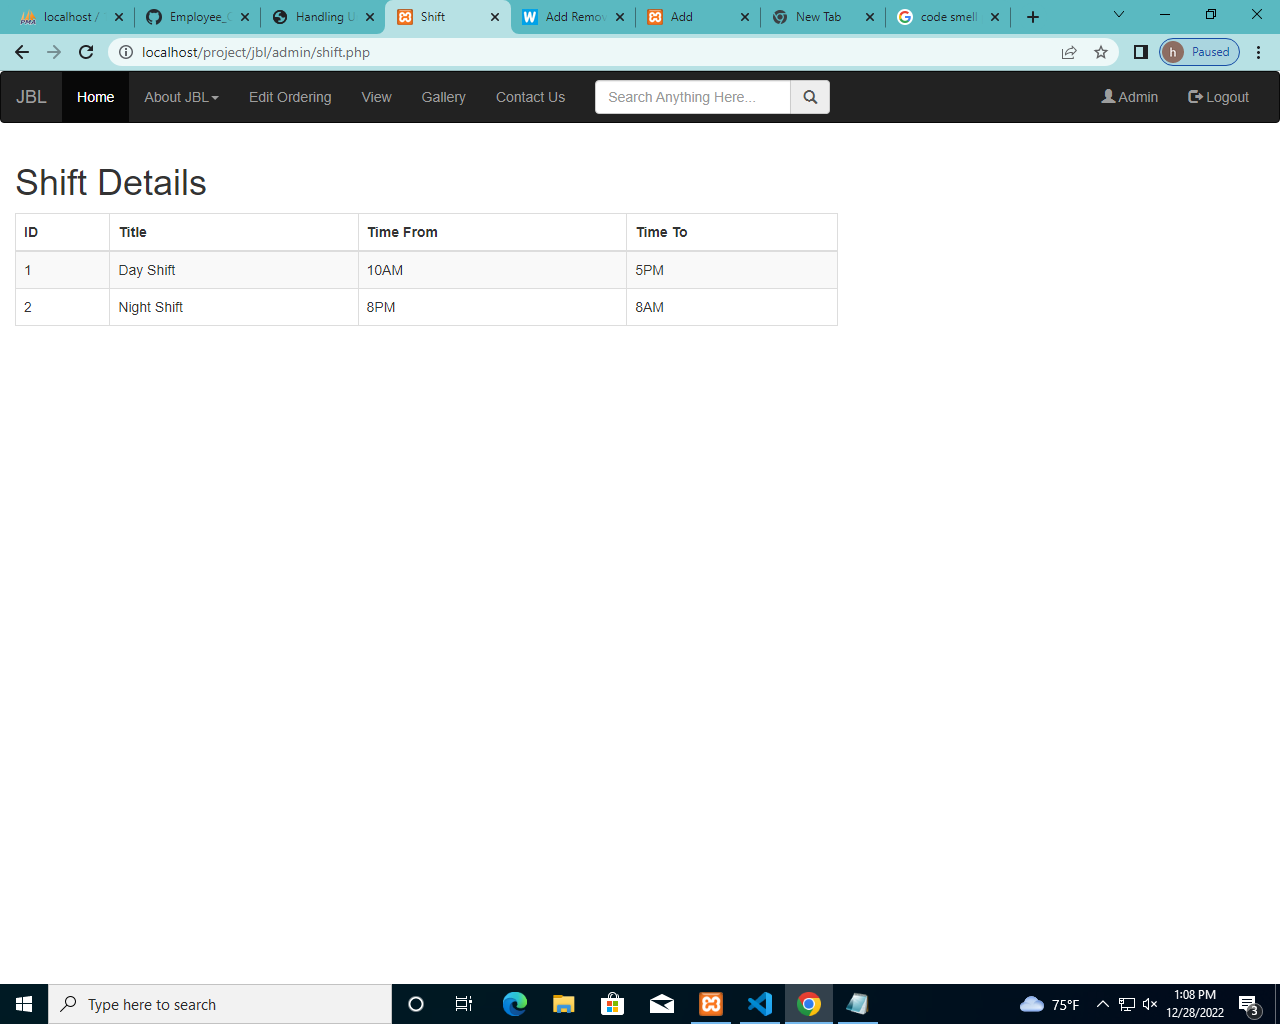 localhost / Employee_ Handling U Shift Add Remov Add New Tab code smell
localhost/project/jbl/admin/shift.php h Paused
JBL Home About JBL Edit Ordering View Gallery Contact Us Search Anything Here... Admin Logout
Shift Details
ID Title Time From Time To
1 Day Shift 10AM 5PM
2 Night Shift 8PM 8AM
Type here to search 75°F 1:08 PM
12/28/2022 3